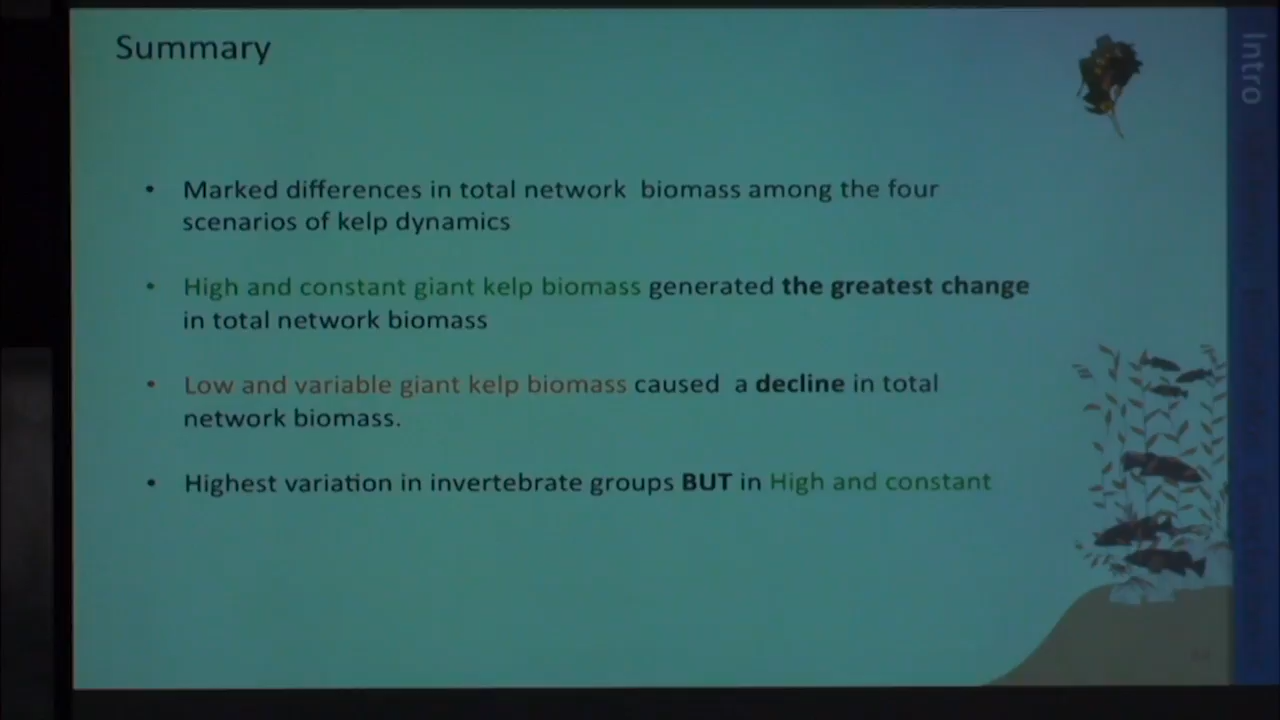 Summary
Intro
• Marked differences in total network biomass among the four
scenarios of kelp dynamics
• High and constant giant kelp biomass generated the greatest change
in total network biomass
• Low and variable giant kelp biomass caused a decline in total
network biomass.
• Highest variation in invertebrate groups BUT in High and constant